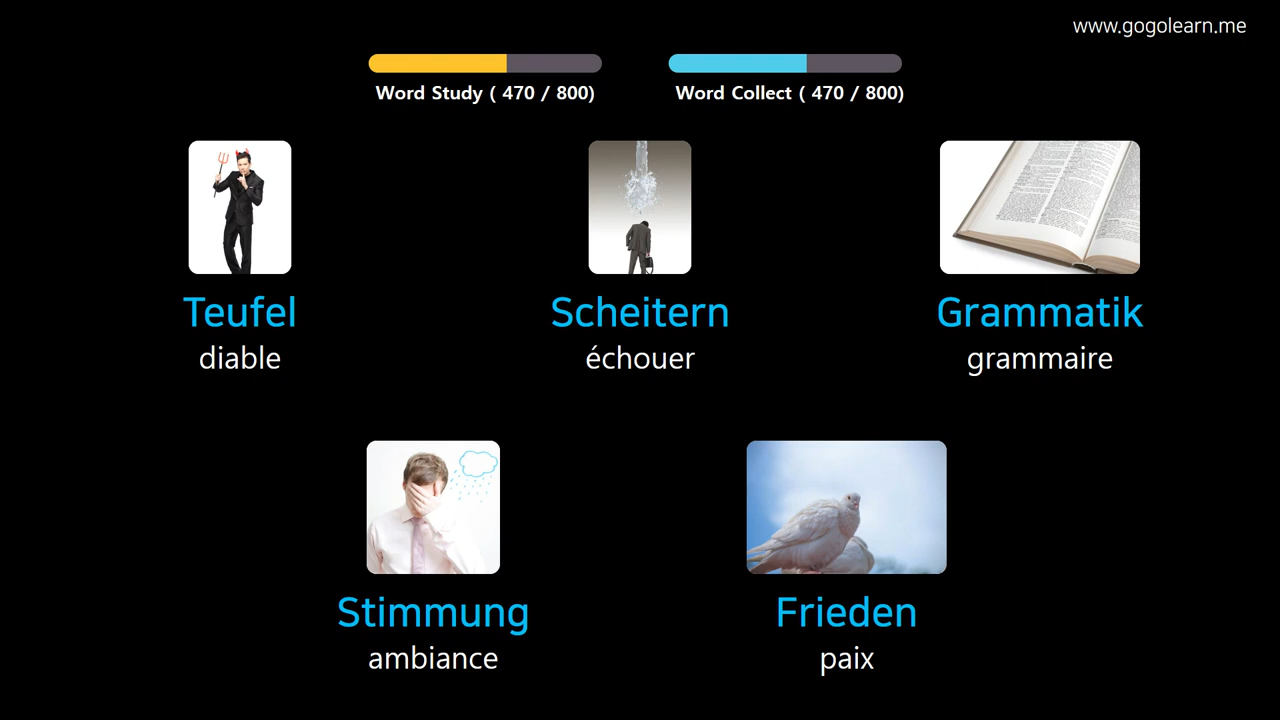 www.gogolearn.me
Word Study ( 470 / 800)
Word Collect ( 470 / 800)
Teufel
diable
Scheitern
échouer
Grammatik
grammaire
Stimmung
ambiance
Frieden
paix